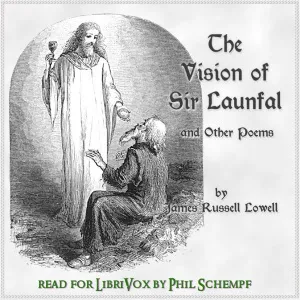 The
Vision of
Sir Launfal
and Other Poems
by
James Russell Lowell
READ FOR LIBRIVOX BY PHIL SCHEMPF